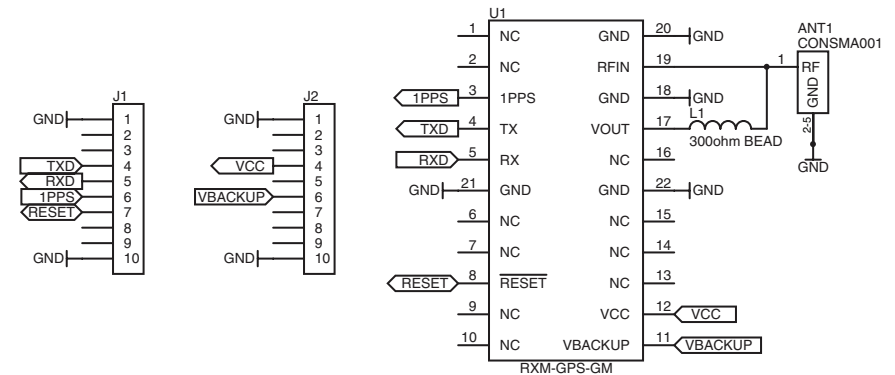 U1
1 NC GND 20 GND
ANT1
CONSMA001
2 NC RFIN 19 1 RF
GND
2-5
GND
1PPS 3 1PPS GND 18 GND
L1
TXD 4 TX VOUT 17
300ohm BEAD
RXD 5 RX NC 16
GND 21 GND GND 22 GND
6 NC NC 15
7 NC NC 14
RESET 8 RESET NC 13
9 NC VCC 12 VCC
10 NC VBACKUP 11 VBACKUP
RXM-GPS-GM
J1
GND 1
2
3
TXD 4
RXD 5
1PPS 6
RESET 7
8
9
GND 10
J2
GND 1
2
3
VCC 4
5
VBACKUP 6
7
8
9
GND 10